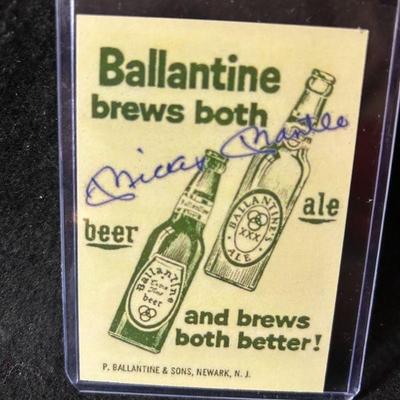 Ballantine
brews both
Mickey Mantle
beer
ale
BALLANTINE'S
XXX
ALE
Ballantine
beer
and brews
both better!
P. BALLANTINE & SONS, NEWARK, N. J.